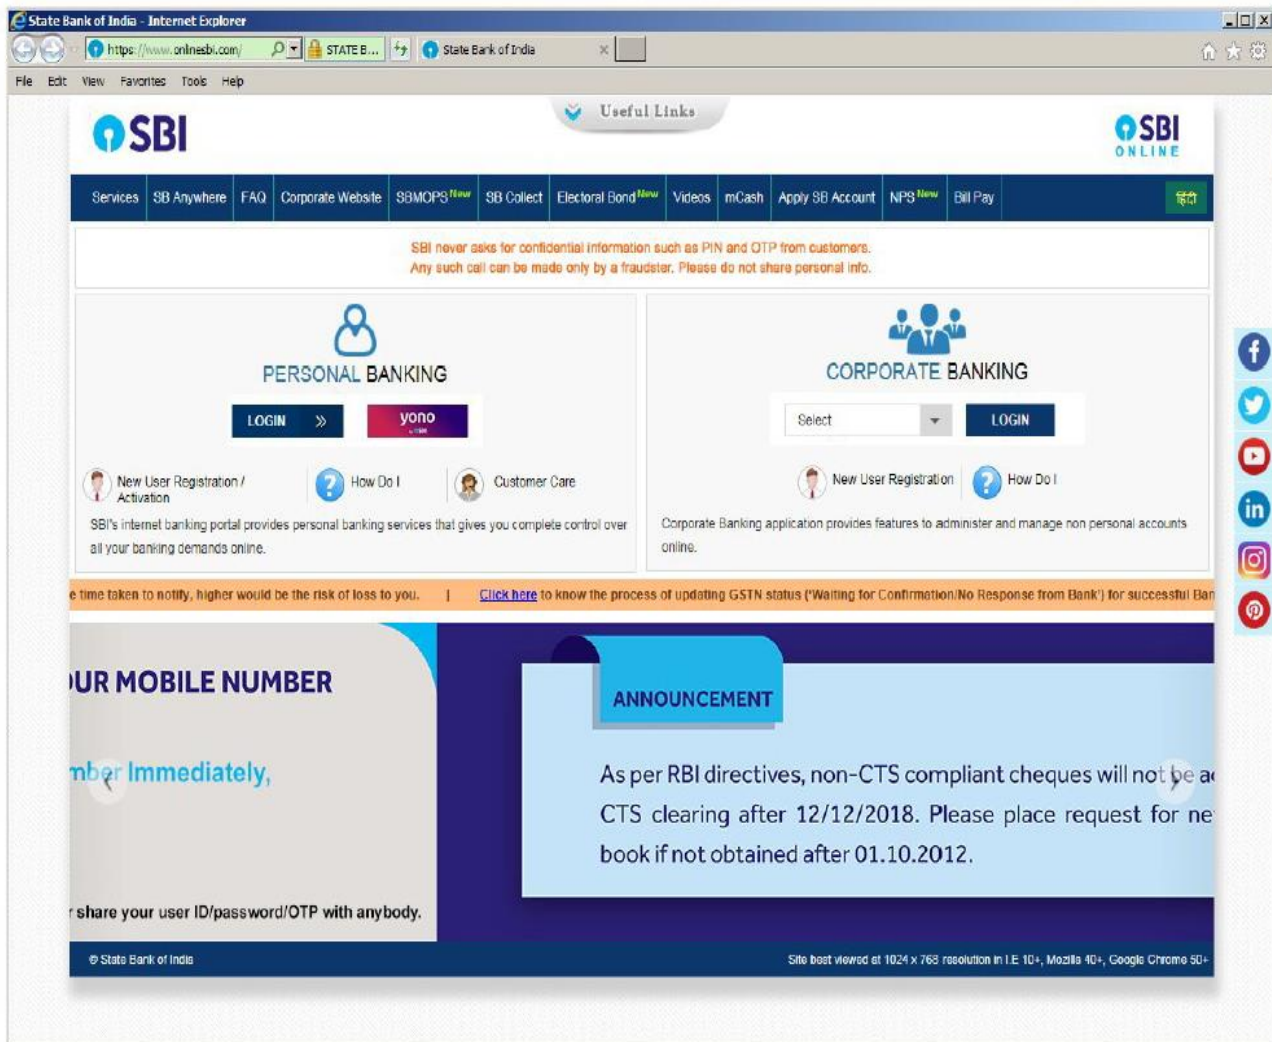 State Bank of India - Internet Explorer
https://www.onlinesbi.com/
STATE B...
State Bank of India
File Edit View Favorites Tools Help
Useful Links
SBI
SBI
ONLINE
Services SB Anywhere FAQ Corporate Website SBMOPS New SB Collect Electoral Bond New Videos mCash Apply SB Account NPS New Bill Pay हिंदी
SBI never asks for confidential information such as PIN and OTP from customers.
Any such call can be made only by a fraudster. Please do not share personal info.
PERSONAL BANKING
LOGIN »
yono
New User Registration / Activation
How Do I
Customer Care
SBI's internet banking portal provides personal banking services that gives you complete control over
all your banking demands online.
CORPORATE BANKING
Select
LOGIN
New User Registration
How Do I
Corporate Banking application provides features to administer and manage non personal accounts
online.
e time taken to notify, higher would be the risk of loss to you. | Click here to know the process of updating GSTN status ('Waiting for Confirmation/No Response from Bank') for successful Ban
OUR MOBILE NUMBER
mber Immediately,
r share your user ID/password/OTP with anybody.
ANNOUNCEMENT
As per RBI directives, non-CTS compliant cheques will not be ac
CTS clearing after 12/12/2018. Please place request for ne
book if not obtained after 01.10.2012.
© State Bank of India
Site best viewed at 1024 x 768 resolution in I.E 10+, Mozilla 40+, Google Chrome 50+